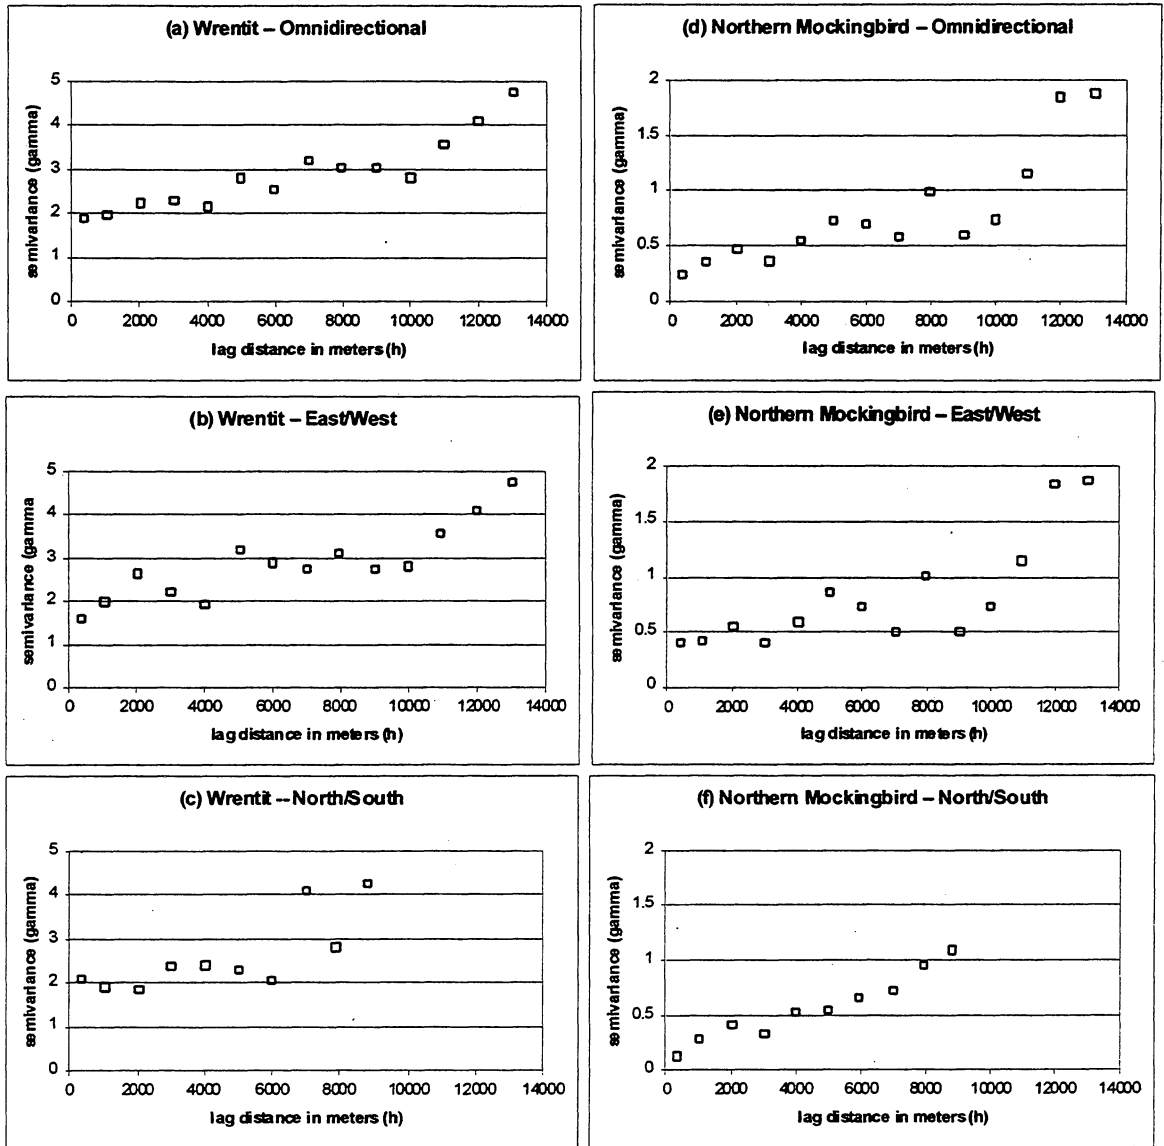 (a) Wrentit – Omnidirectional
5
4
3
2
1
0
semivariance (gamma)
0 2000 4000 6000 8000 10000 12000 14000
lag distance in meters (h)
(d) Northern Mockingbird – Omnidirectional
2
1.5
1
0.5
0
semivariance (gamma)
0 2000 4000 6000 8000 10000 12000 14000
lag distance in meters (h)
(b) Wrentit – East/West
5
4
3
2
1
0
semivariance (gamma
0 2000 4000 6000 8000 10000 12000 14000
lag distance in meters (h)
(e) Northern Mockingbird – East/West
2
1.5
1
0.5
0
semivariance (gamma)
0 2000 4000 6000 8000 10000 12000 14000
lag distance in meters (h)
(c) Wrentit -- North/South
5
4
3
2
1
0
semivariance (gamma)
0 2000 4000 6000 8000 10000 12000 14000
lag distance in meters (h)
(f) Northern Mockingbird – North/South
2
1.5
1
0.5
0
semivariance (gamma)
0 2000 4000 6000 8000 10000 12000 14000
lag distance in meters (h)